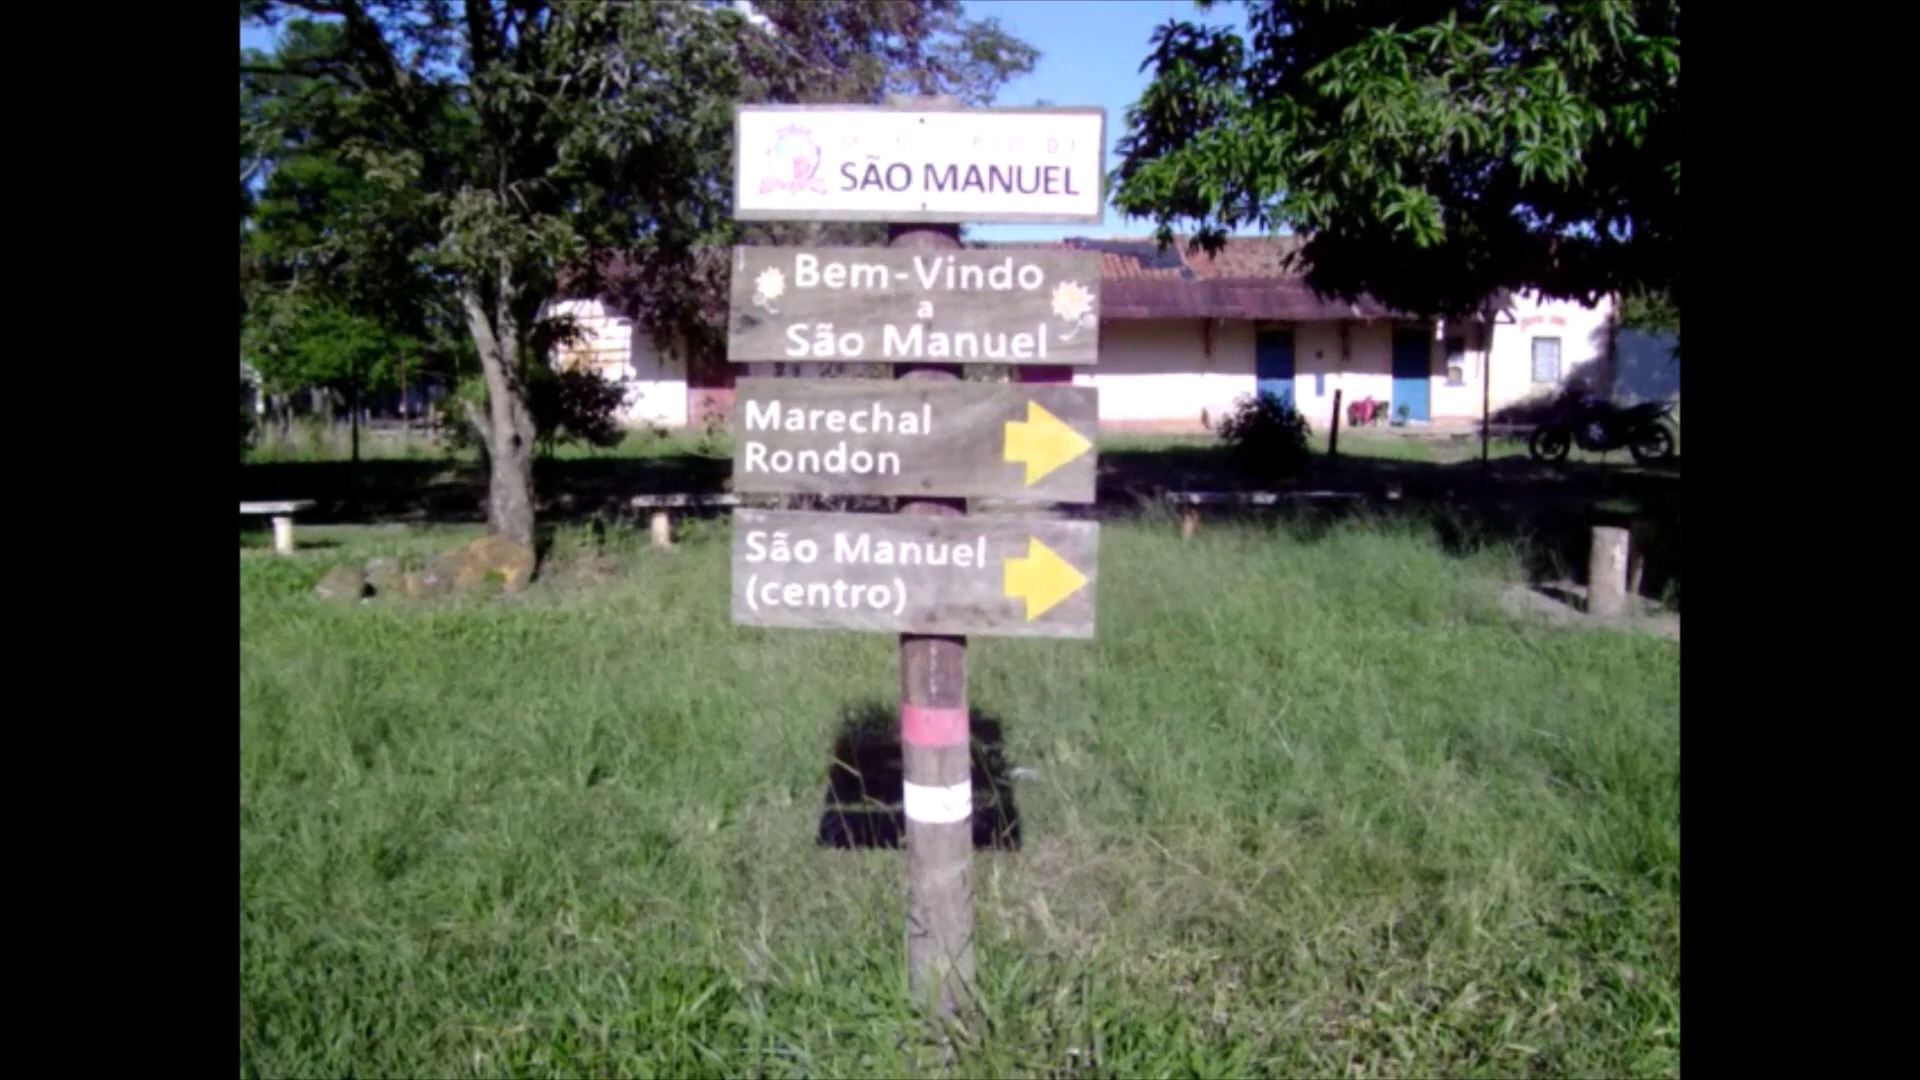 SÃO MANUEL
Bem-Vindo
a
São Manuel
Marechal
Rondon
São Manuel
(centro)